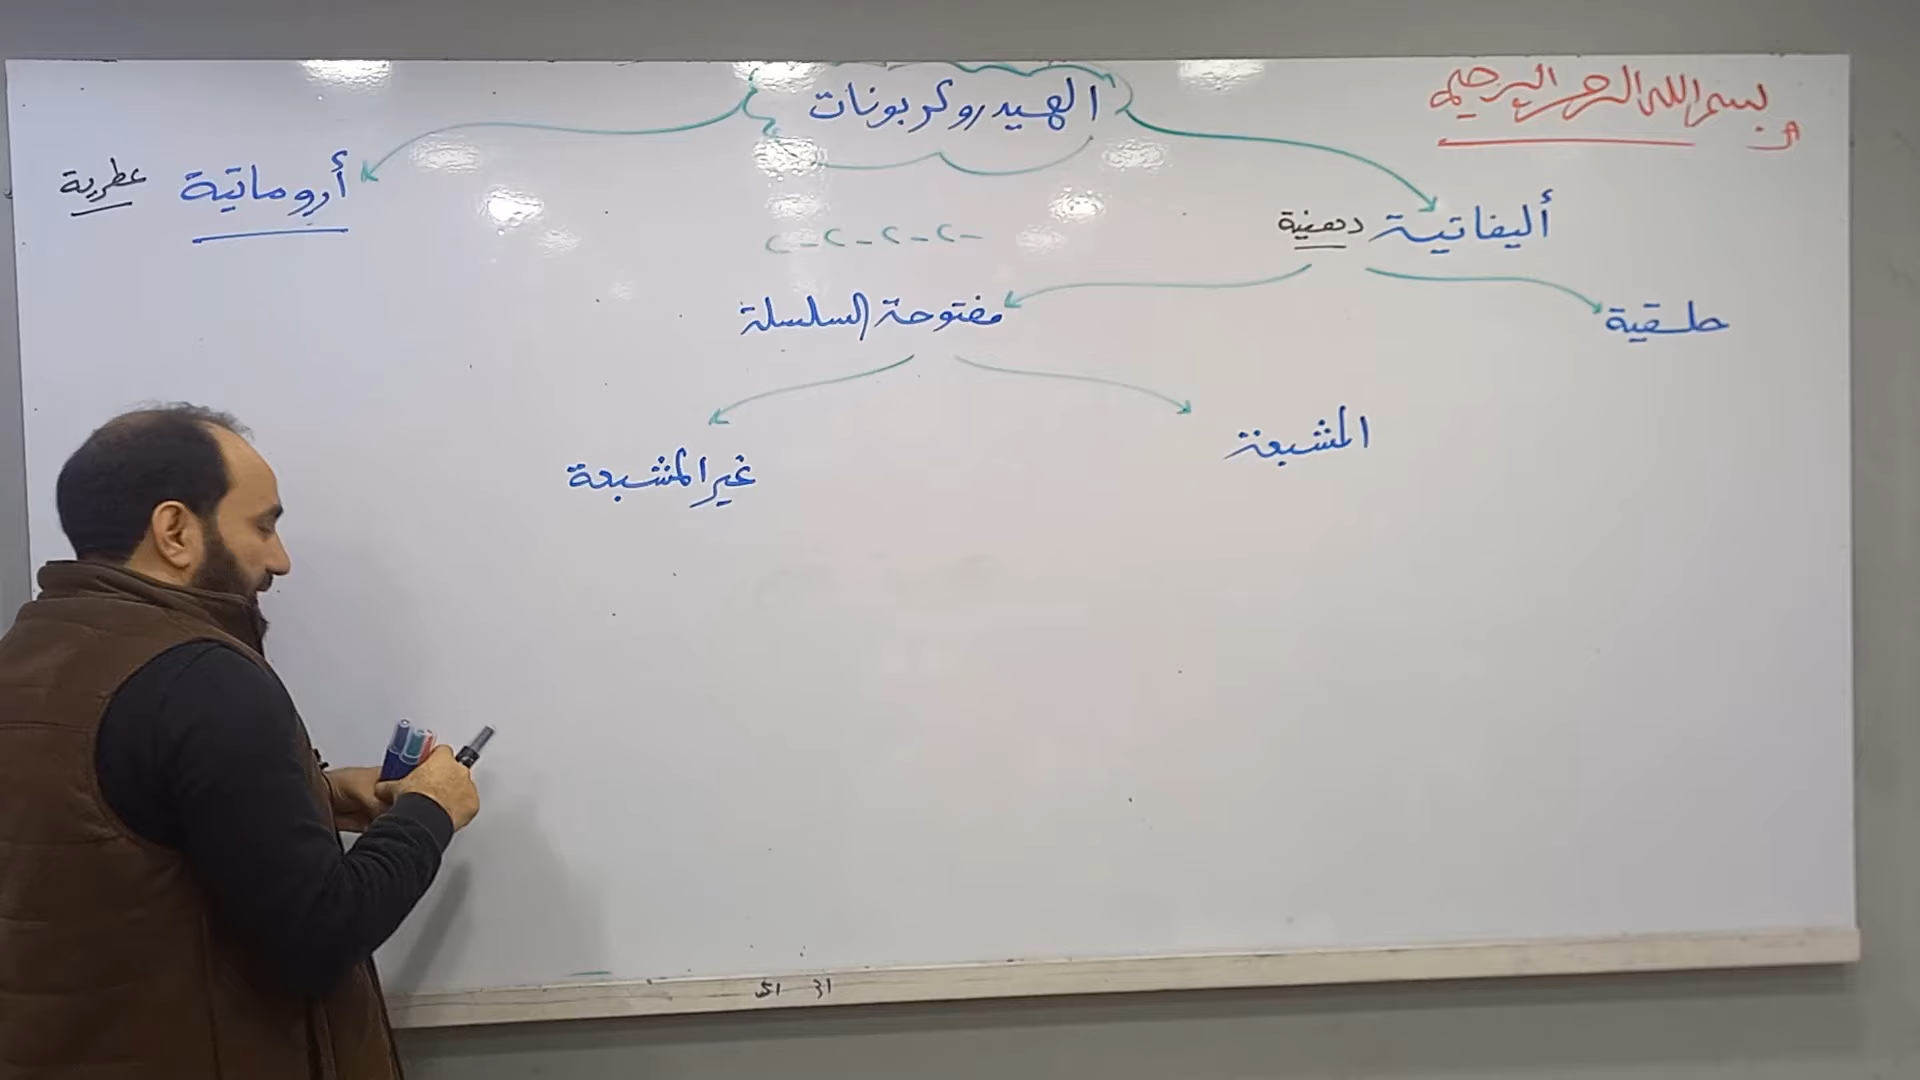 بسم الله الرحمن الرحيم
الهيدروكربونات
أليفاتية دهنية
أروماتية عطرية
-C-C-C-C
حلقية
مفتوحة السلسلة
المشبعة
غير المشبعة